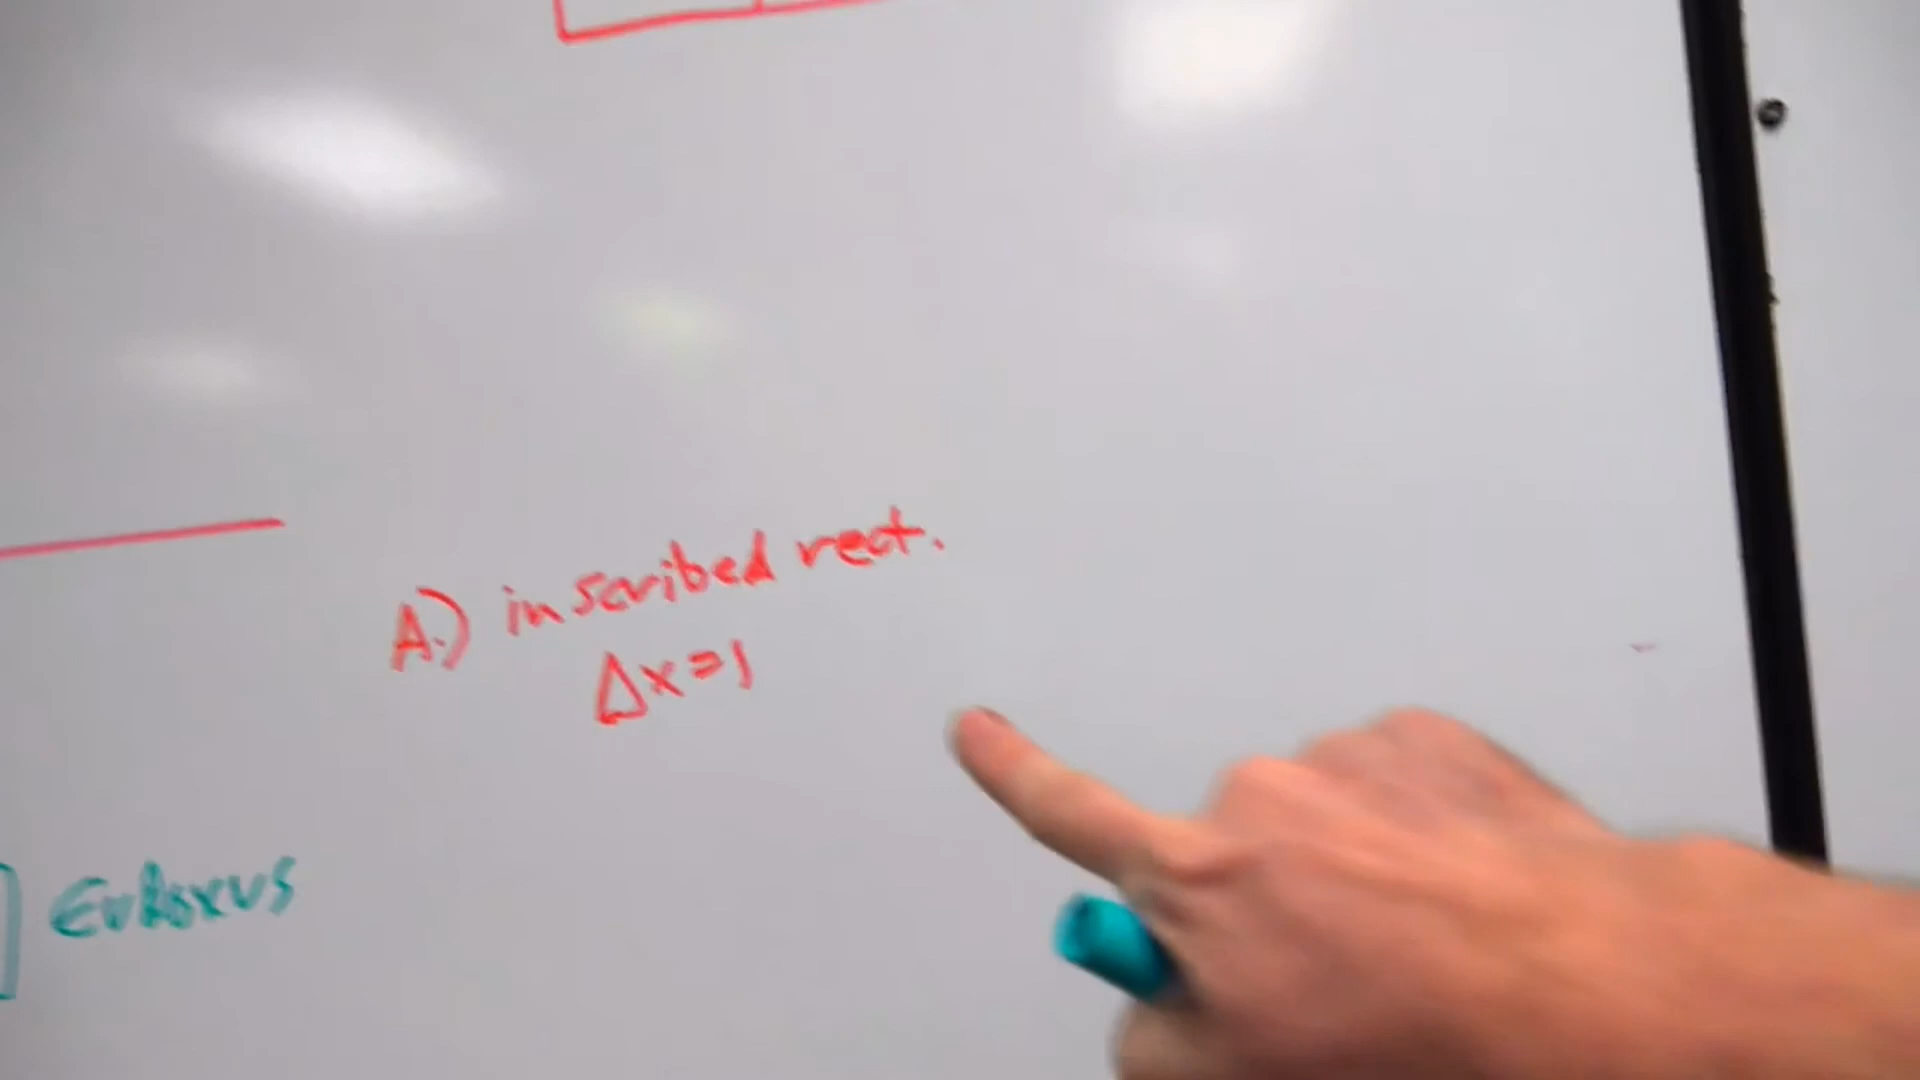 A.) inscribed rect.
Δx=1
Eudoxus